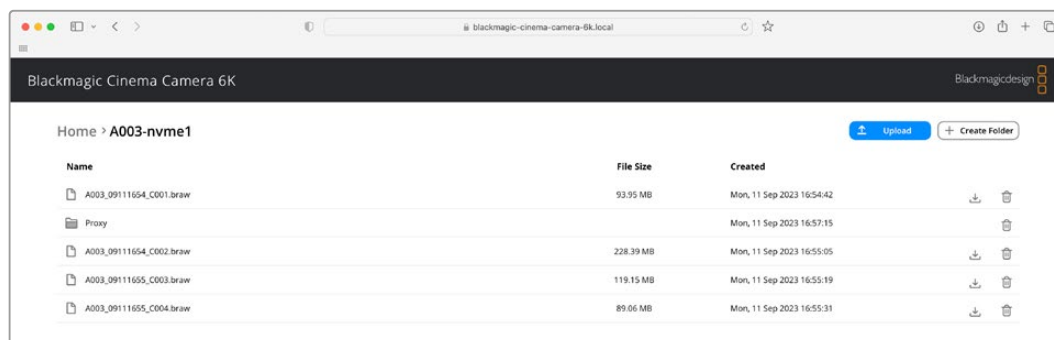 blackmagic-cinema-camera-6k.local
Blackmagic Cinema Camera 6K
Blackmagicdesign
Home > A003-nvme1
Upload
+ Create Folder
Name File Size Created
A003_09111654_C001.braw 93.95 MB Mon, 11 Sep 2023 16:54:42
Proxy Mon, 11 Sep 2023 16:57:15
A003_09111654_C002.braw 228.39 MB Mon, 11 Sep 2023 16:55:05
A003_09111655_C003.braw 119.15 MB Mon, 11 Sep 2023 16:55:19
A003_09111655_C004.braw 89.06 MB Mon, 11 Sep 2023 16:55:31